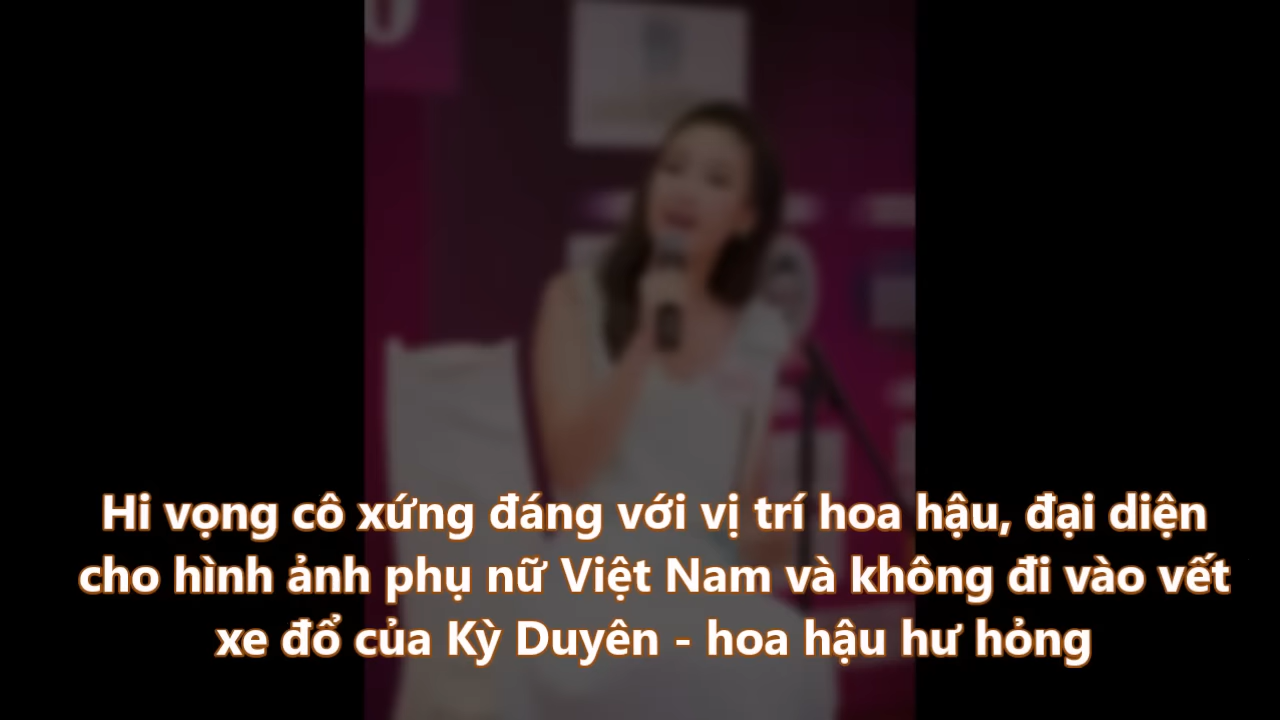 Hi vọng cô xứng đáng với vị trí hoa hậu, đại diện
cho hình ảnh phụ nữ Việt Nam và không đi vào vết
xe đổ của Kỳ Duyên - hoa hậu hư hỏng